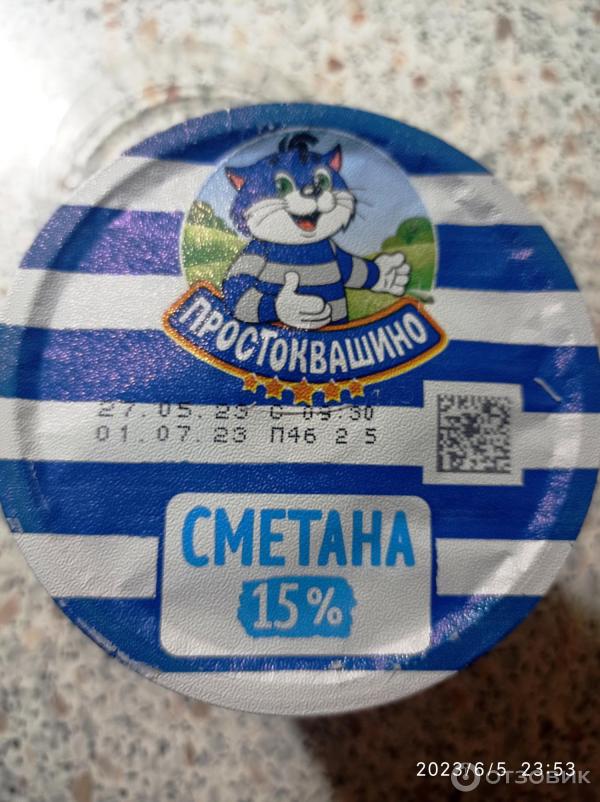 ПРОСТОКВАШИНО
27.05.23 С 09:30
01.07.23 П46 2 5
СМЕТАНА
15%
2023/6/5 23:53
ОТЗОВИК